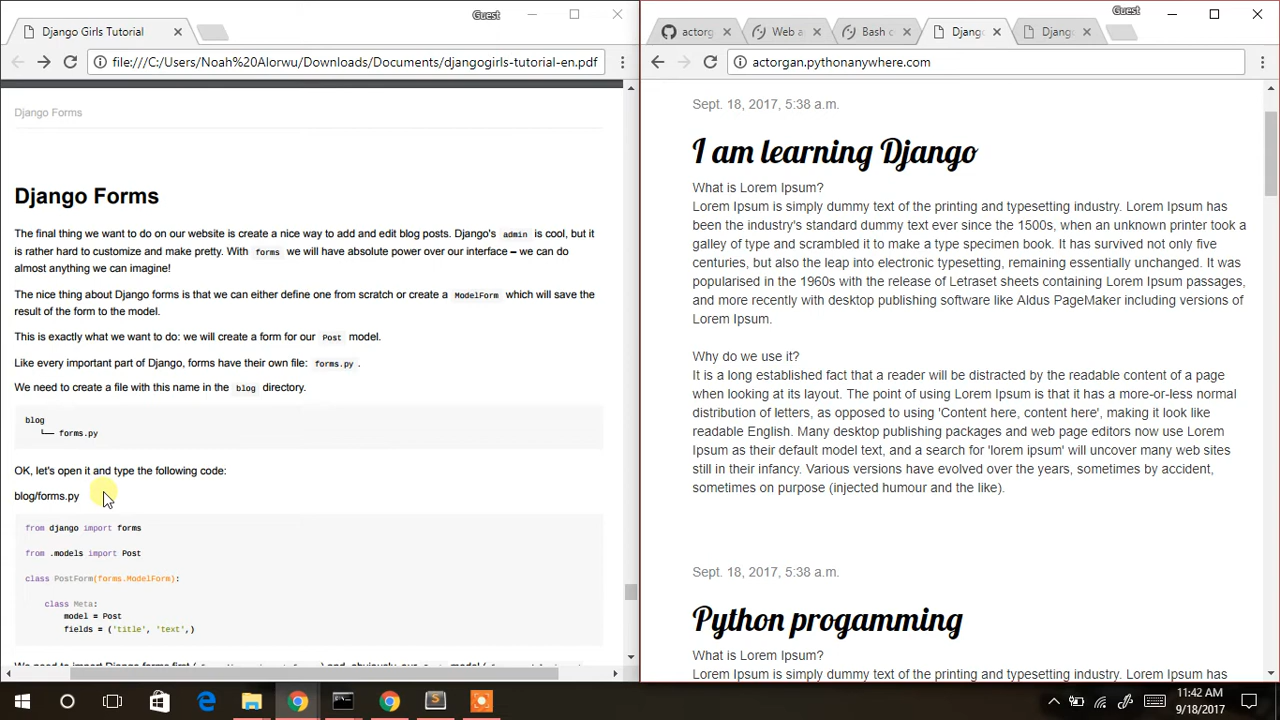 Guest
Django Girls Tutorial
file:///C:/Users/Noah%20Alorwu/Downloads/Documents/djangogirls-tutorial-en.pdf
Django Forms
Django Forms
The final thing we want to do on our website is create a nice way to add and edit blog posts. Django's admin is cool, but it
is rather hard to customize and make pretty. With forms we will have absolute power over our interface – we can do
almost anything we can imagine!
The nice thing about Django forms is that we can either define one from scratch or create a ModelForm which will save the
result of the form to the model.
This is exactly what we want to do: we will create a form for our Post model.
Like every important part of Django, forms have their own file: forms.py .
We need to create a file with this name in the blog directory.
blog
└── forms.py
OK, let's open it and type the following code:
blog/forms.py
from django import forms
from .models import Post
class PostForm(forms.ModelForm):
class Meta:
model = Post
fields = ('title', 'text',)
Guest
actorg
Web a
Bash c
Djang
Djang
actorgan.pythonanywhere.com
Sept. 18, 2017, 5:38 a.m.
I am learning Django
What is Lorem Ipsum?
Lorem Ipsum is simply dummy text of the printing and typesetting industry. Lorem Ipsum has
been the industry's standard dummy text ever since the 1500s, when an unknown printer took a
galley of type and scrambled it to make a type specimen book. It has survived not only five
centuries, but also the leap into electronic typesetting, remaining essentially unchanged. It was
popularised in the 1960s with the release of Letraset sheets containing Lorem Ipsum passages,
and more recently with desktop publishing software like Aldus PageMaker including versions of
Lorem Ipsum.
Why do we use it?
It is a long established fact that a reader will be distracted by the readable content of a page
when looking at its layout. The point of using Lorem Ipsum is that it has a more-or-less normal
distribution of letters, as opposed to using 'Content here, content here', making it look like
readable English. Many desktop publishing packages and web page editors now use Lorem
Ipsum as their default model text, and a search for 'lorem ipsum' will uncover many web sites
still in their infancy. Various versions have evolved over the years, sometimes by accident,
sometimes on purpose (injected humour and the like).
Sept. 18, 2017, 5:38 a.m.
Python progamming
What is Lorem Ipsum?
Lorem Ipsum is simply dummy text of the printing and typesetting industry. Lorem Ipsum has
11:42 AM
9/18/2017